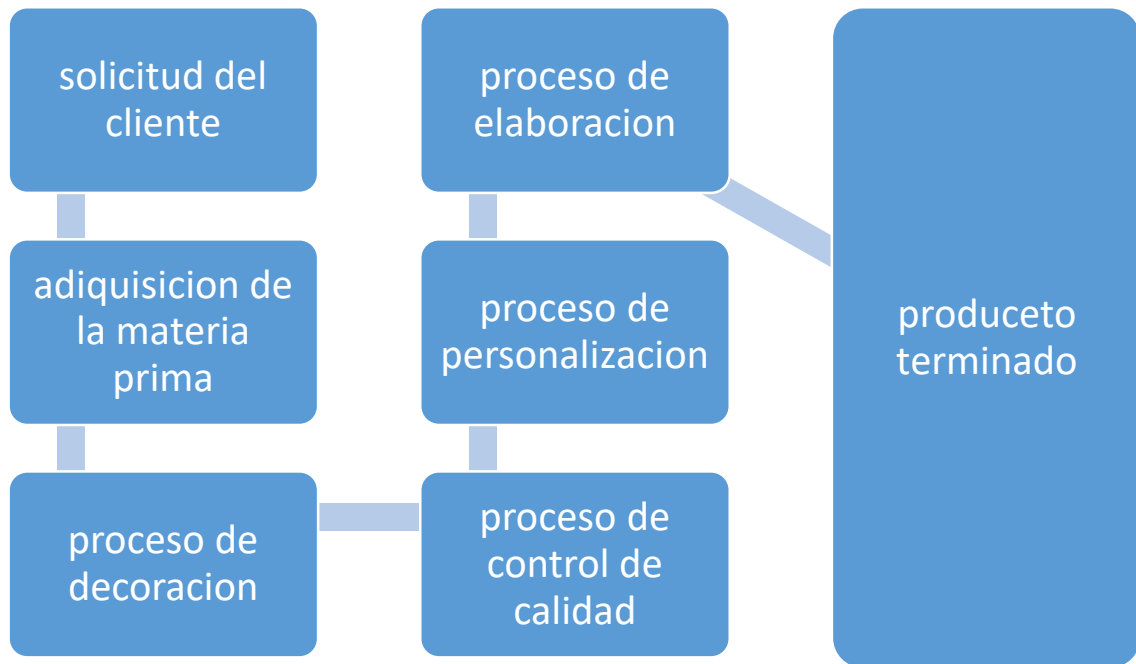 solicitud del
cliente
adiquisicion de
la materia
prima
proceso de
decoracion
proceso de
control de
calidad
proceso de
personalizacion
proceso de
elaboracion
produceto
terminado